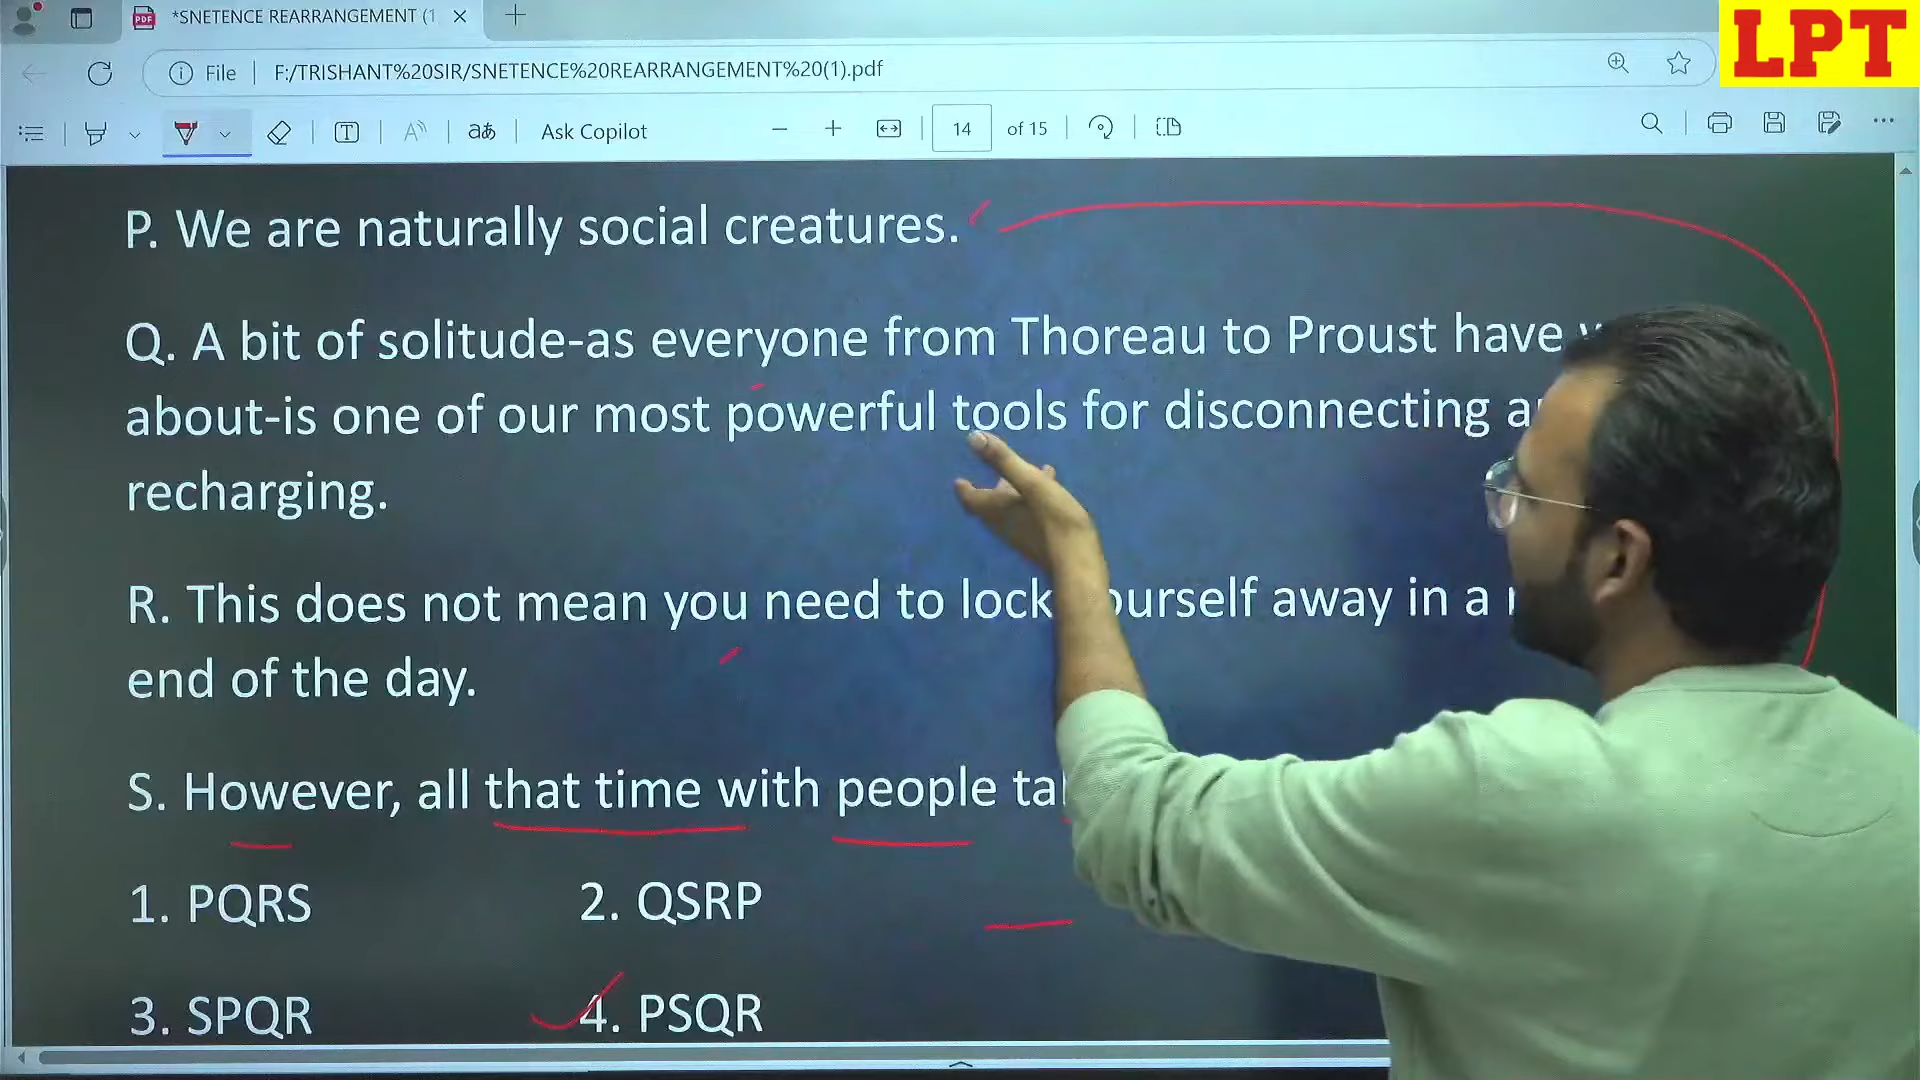 *SNETENCE REARRANGEMENT (1
LPT
File
F:/TRISHANT%20SIR/SNETENCE%20REARRANGEMENT%20(1).pdf
Ask Copilot
14 of 15
P. We are naturally social creatures.
Q. A bit of solitude-as everyone from Thoreau to Proust have
about-is one of our most powerful tools for disconnecting
recharging.
R. This does not mean you need to lock yourself away in a
end of the day.
S. However, all that time with people
1. PQRS
2. QSRP
3. SPQR
4. PSQR